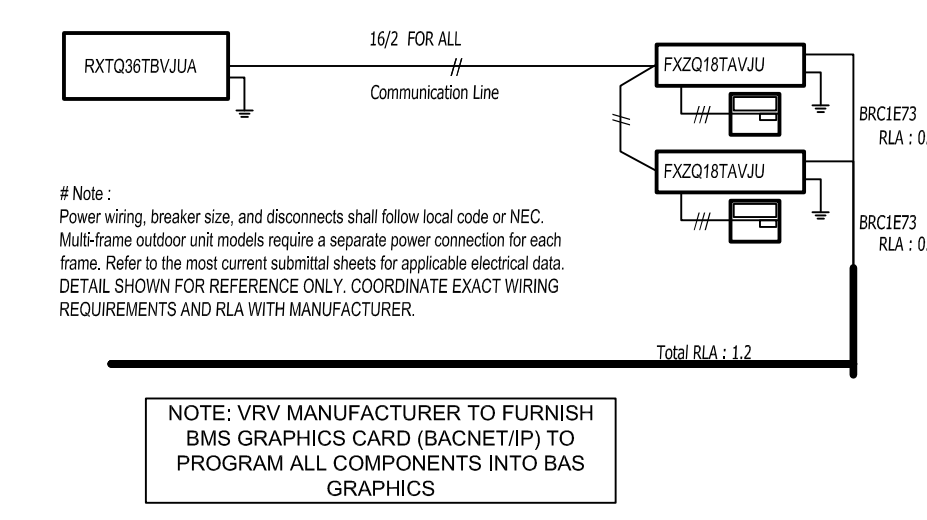 16/2 FOR ALL
RXTQ36TBVJUA
FXZQ18TAVJU
Communication Line
BRC1E73
RLA : 0.
FXZQ18TAVJU
# Note :
Power wiring, breaker size, and disconnects shall follow local code or NEC.
Multi-frame outdoor unit models require a separate power connection for each
frame. Refer to the most current submittal sheets for applicable electrical data.
DETAIL SHOWN FOR REFERENCE ONLY. COORDINATE EXACT WIRING
REQUIREMENTS AND RLA WITH MANUFACTURER.
BRC1E73
RLA : 0.
Total RLA : 1.2
NOTE: VRV MANUFACTURER TO FURNISH
BMS GRAPHICS CARD (BACNET/IP) TO
PROGRAM ALL COMPONENTS INTO BAS
GRAPHICS